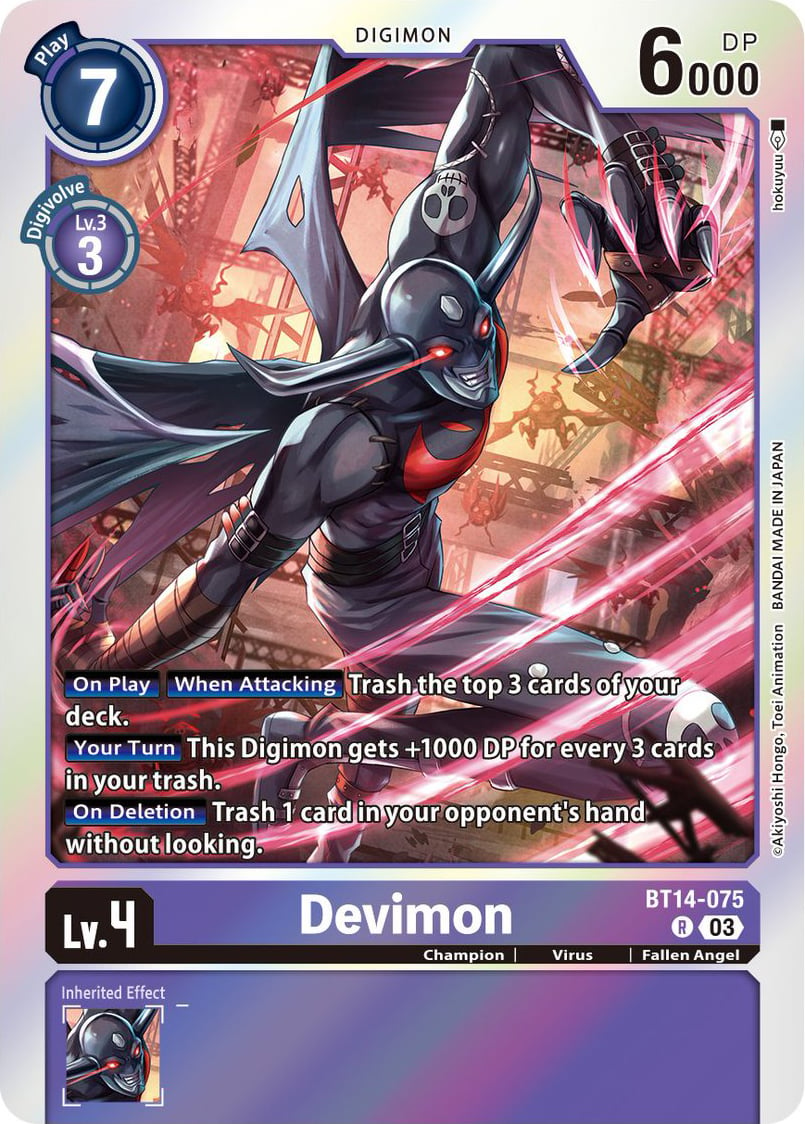 DIGIMON
Play
7
DP
6000
hokuyuu
Digivolve
Lv.3
3
On Play When Attacking Trash the top 3 cards of your
deck.
Your Turn This Digimon gets +1000 DP for every 3 cards
in your trash.
On Deletion Trash 1 card in your opponent's hand
without looking.
©Akiyoshi Hongo, Toei Animation BANDAI MADE IN JAPAN
Lv.4
Devimon
BT14-075
R 03
Champion | Virus | Fallen Angel
Inherited Effect
–